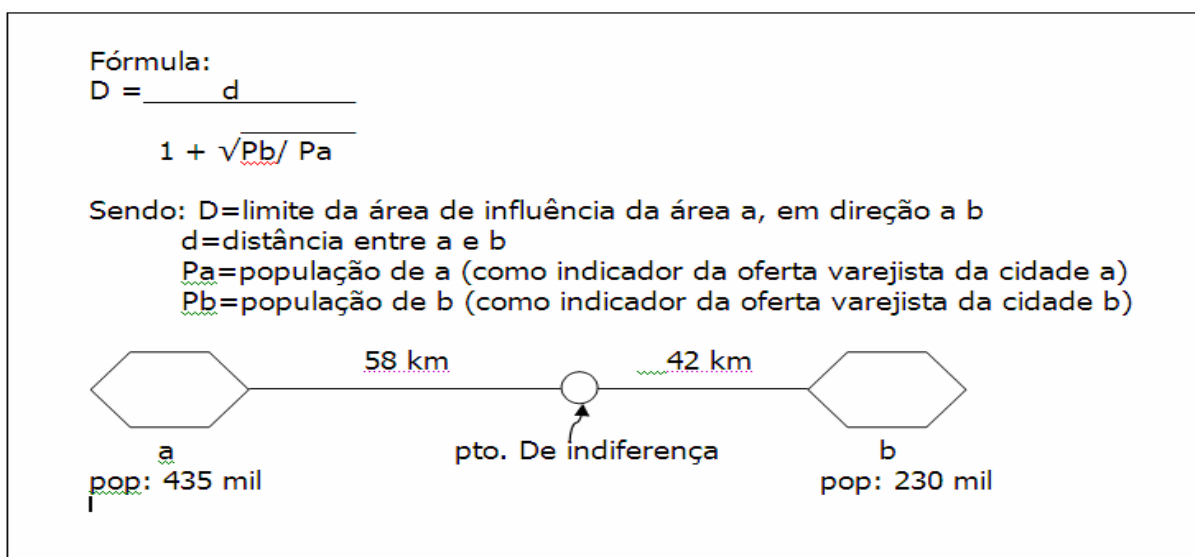 Fórmula:
D = d
1 + √Pb/ Pa
Sendo: D=limite da área de influência da área a, em direção a b
d=distância entre a e b
Pa=população de a (como indicador da oferta varejista da cidade a)
Pb=população de b (como indicador da oferta varejista da cidade b)
58 km 42 km
a pto. De indiferença b
pop: 435 mil pop: 230 mil